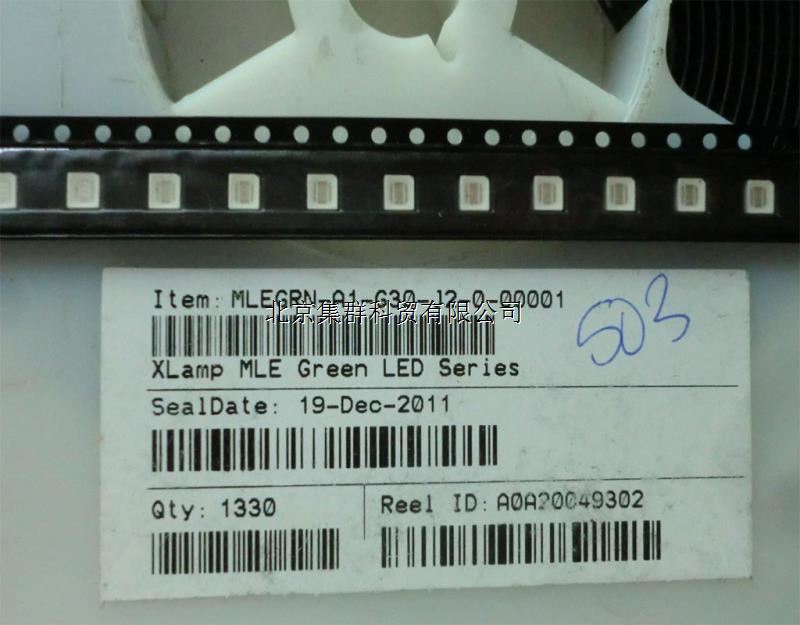 Item: MLEGRN-A1-G30-J2-0-00001
北京集群科贸有限公司
503
XLamp MLE Green LED Series
SealDate: 19-Dec-2011
Qty: 1330
Reel ID: A0A20049302